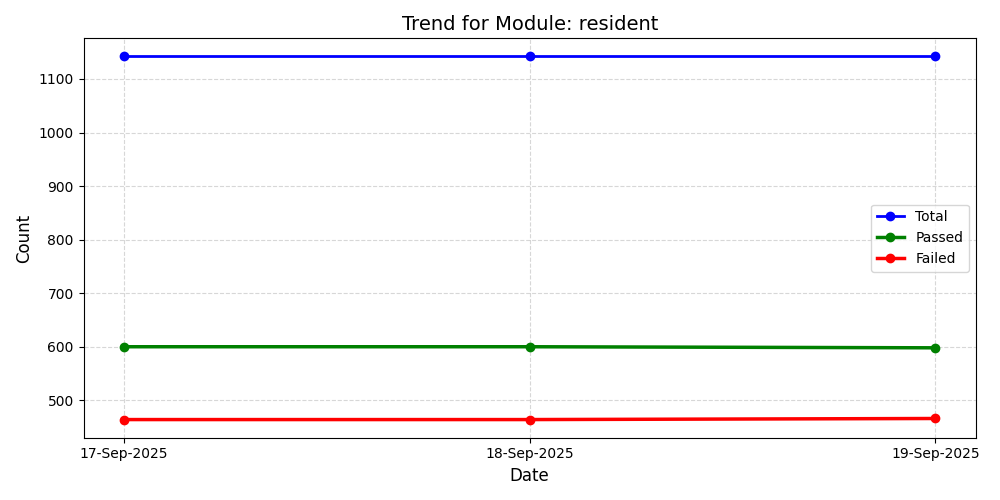 Trend for Module: resident
Count
1100
1000
900
800
700
600
500
Total
Passed
Failed
17-Sep-2025
18-Sep-2025
19-Sep-2025
Date